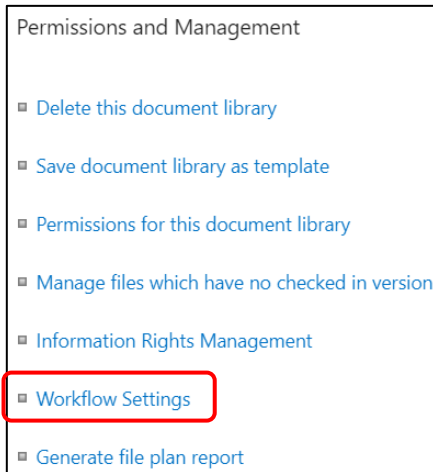 Permissions and Management
Delete this document library
Save document library as template
Permissions for this document library
Manage files which have no checked in version
Information Rights Management
Workflow Settings
Generate file plan report